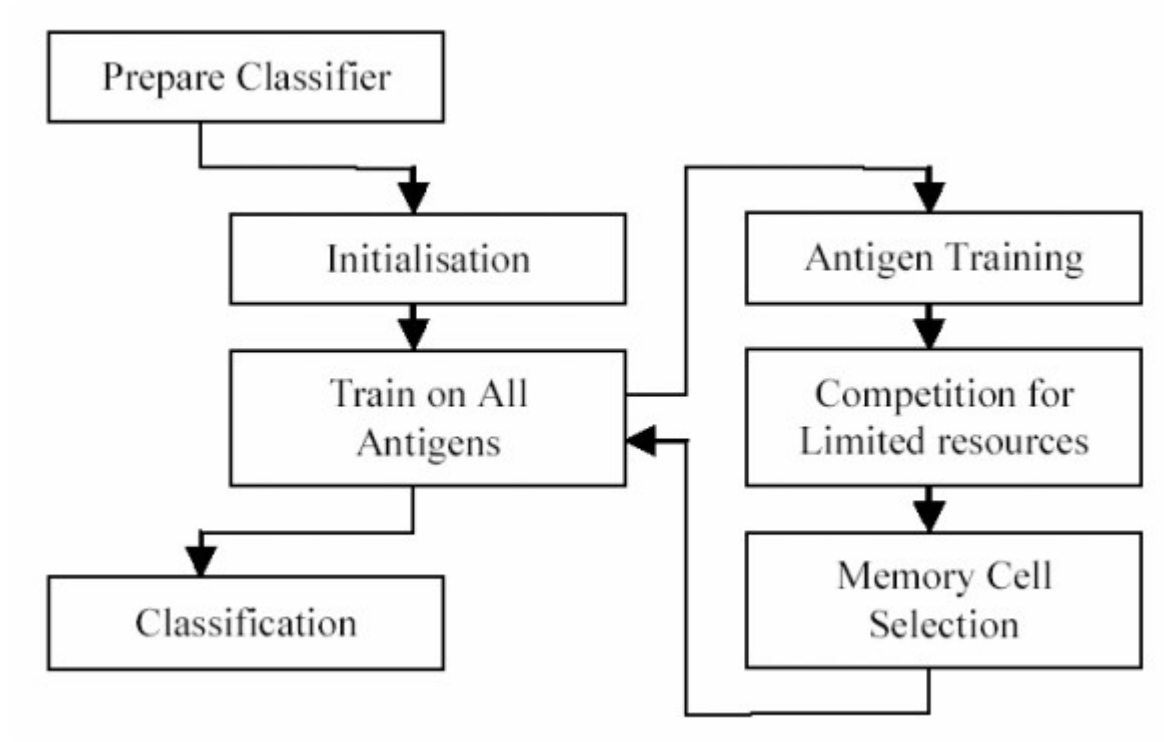 Prepare Classifier
Initialisation
Train on All
Antigens
Classification
Antigen Training
Competition for
Limited resources
Memory Cell
Selection